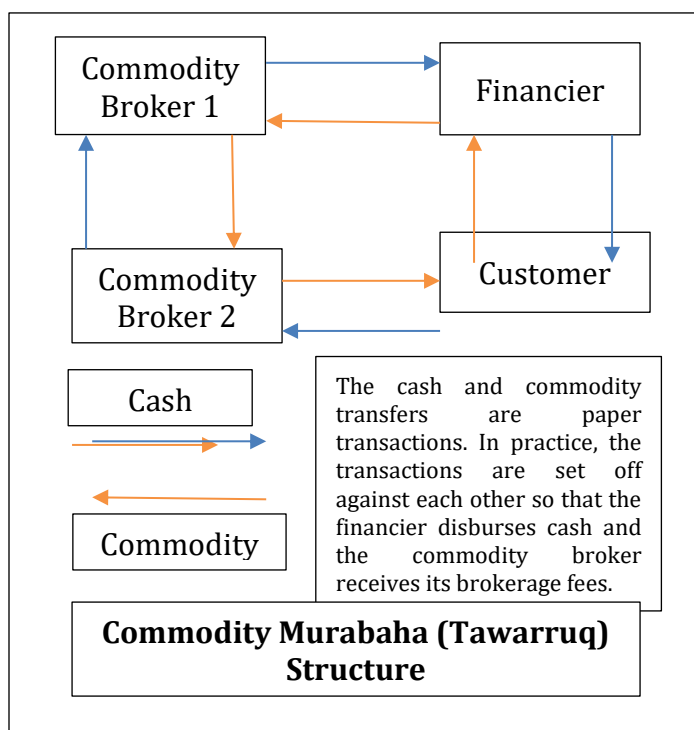 Commodity
Broker 1
Financier
Commodity
Broker 2
Customer
Cash
Commodity
The cash and commodity
transfers are paper
transactions. In practice, the
transactions are set off
against each other so that the
financier disburses cash and
the commodity broker
receives its brokerage fees.
Commodity Murabaha (Tawarruq)
Structure